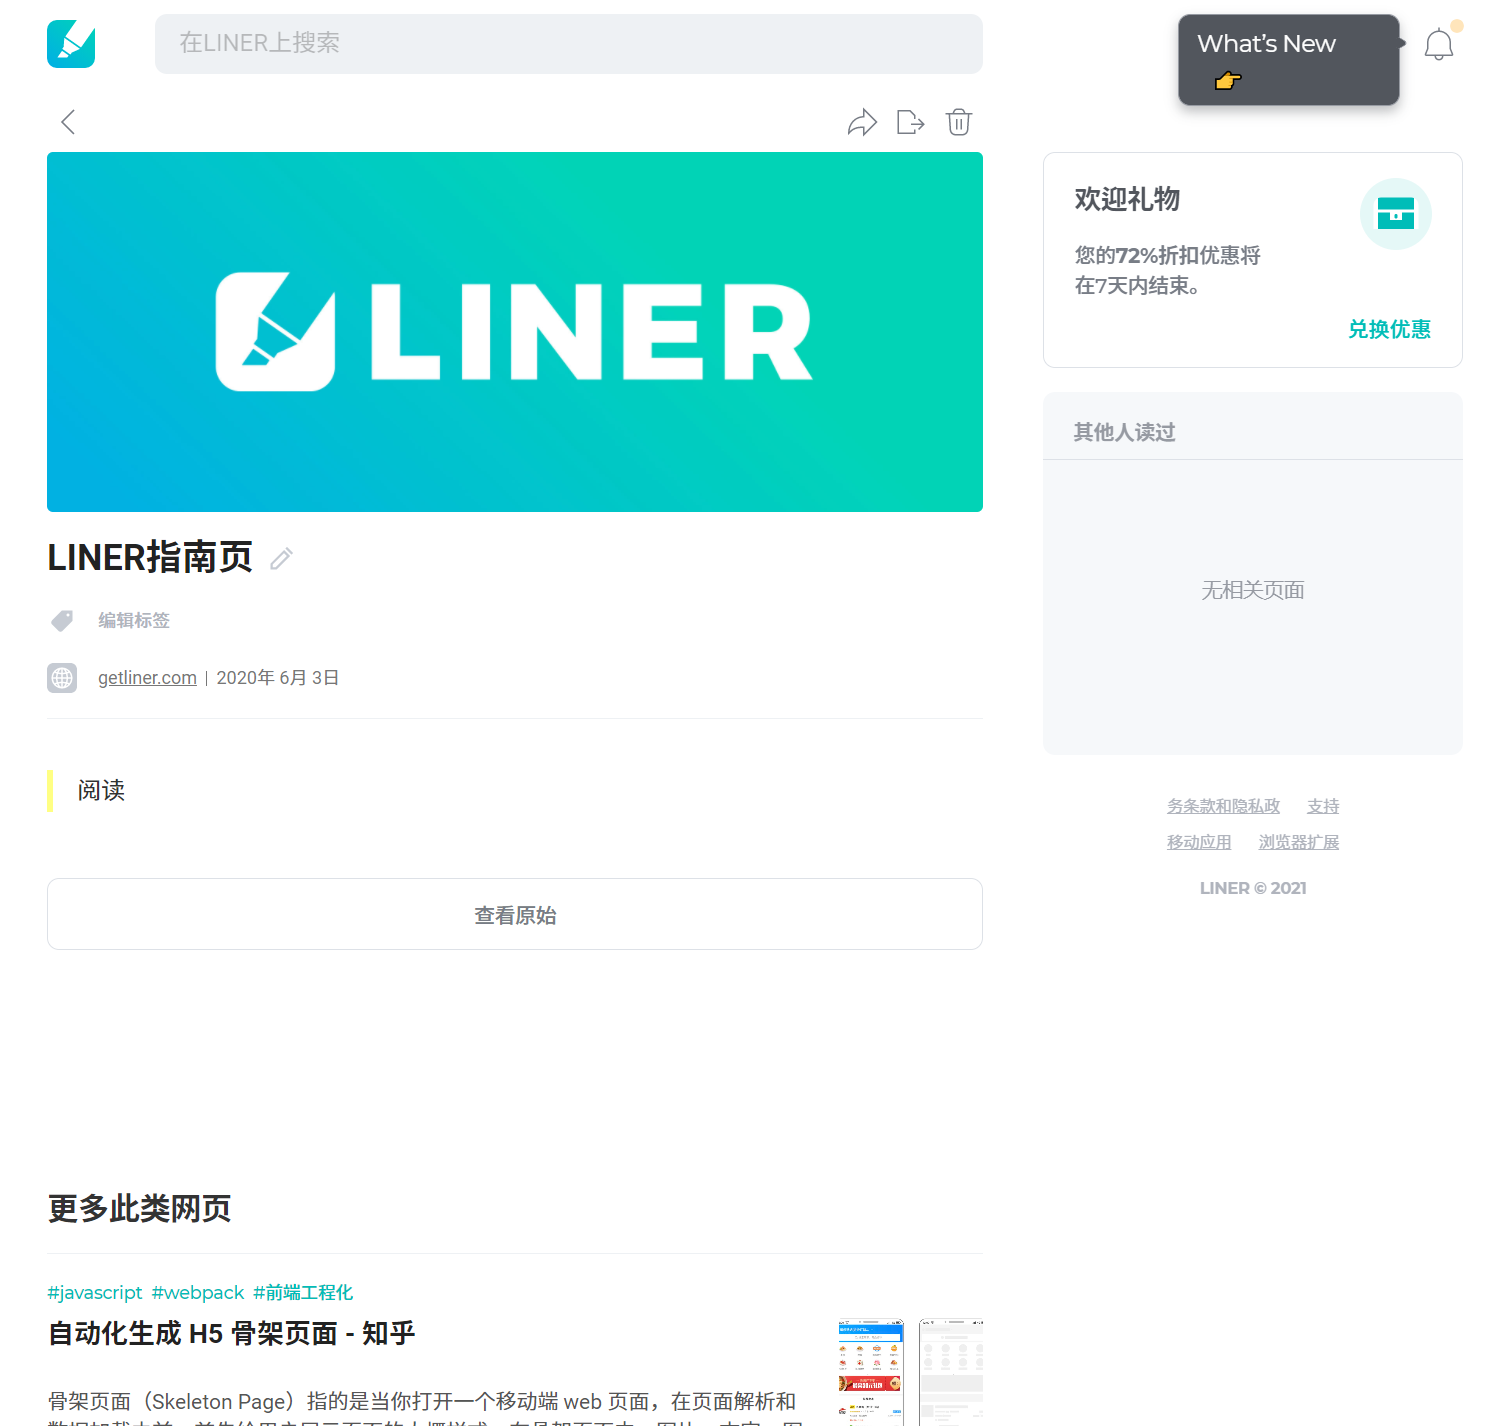 在LINER上搜索
What's New
LINER
欢迎礼物
您的72%折扣优惠将
在7天内结束。
兑换优惠
其他人读过
无相关页面
务条款和隐私政 支持
移动应用 浏览器扩展
LINER © 2021
LINER指南页
编辑标签
getliner.com | 2020年 6月 3日
阅读
查看原始
更多此类网页
#javascript #webpack #前端工程化
自动化生成 H5 骨架页面 - 知乎
骨架页面（Skeleton Page）指的是当你打开一个移动端 web 页面，在页面解析和